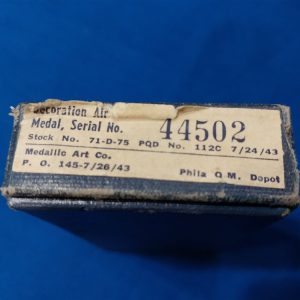 Decoration Air
Medal, Serial No. 44502
Stock No. 71-D-75 PQD No. 112C 7/24/43
Medallic Art Co.
P. O. 145-7/26/43 Phila Q.M. Depot